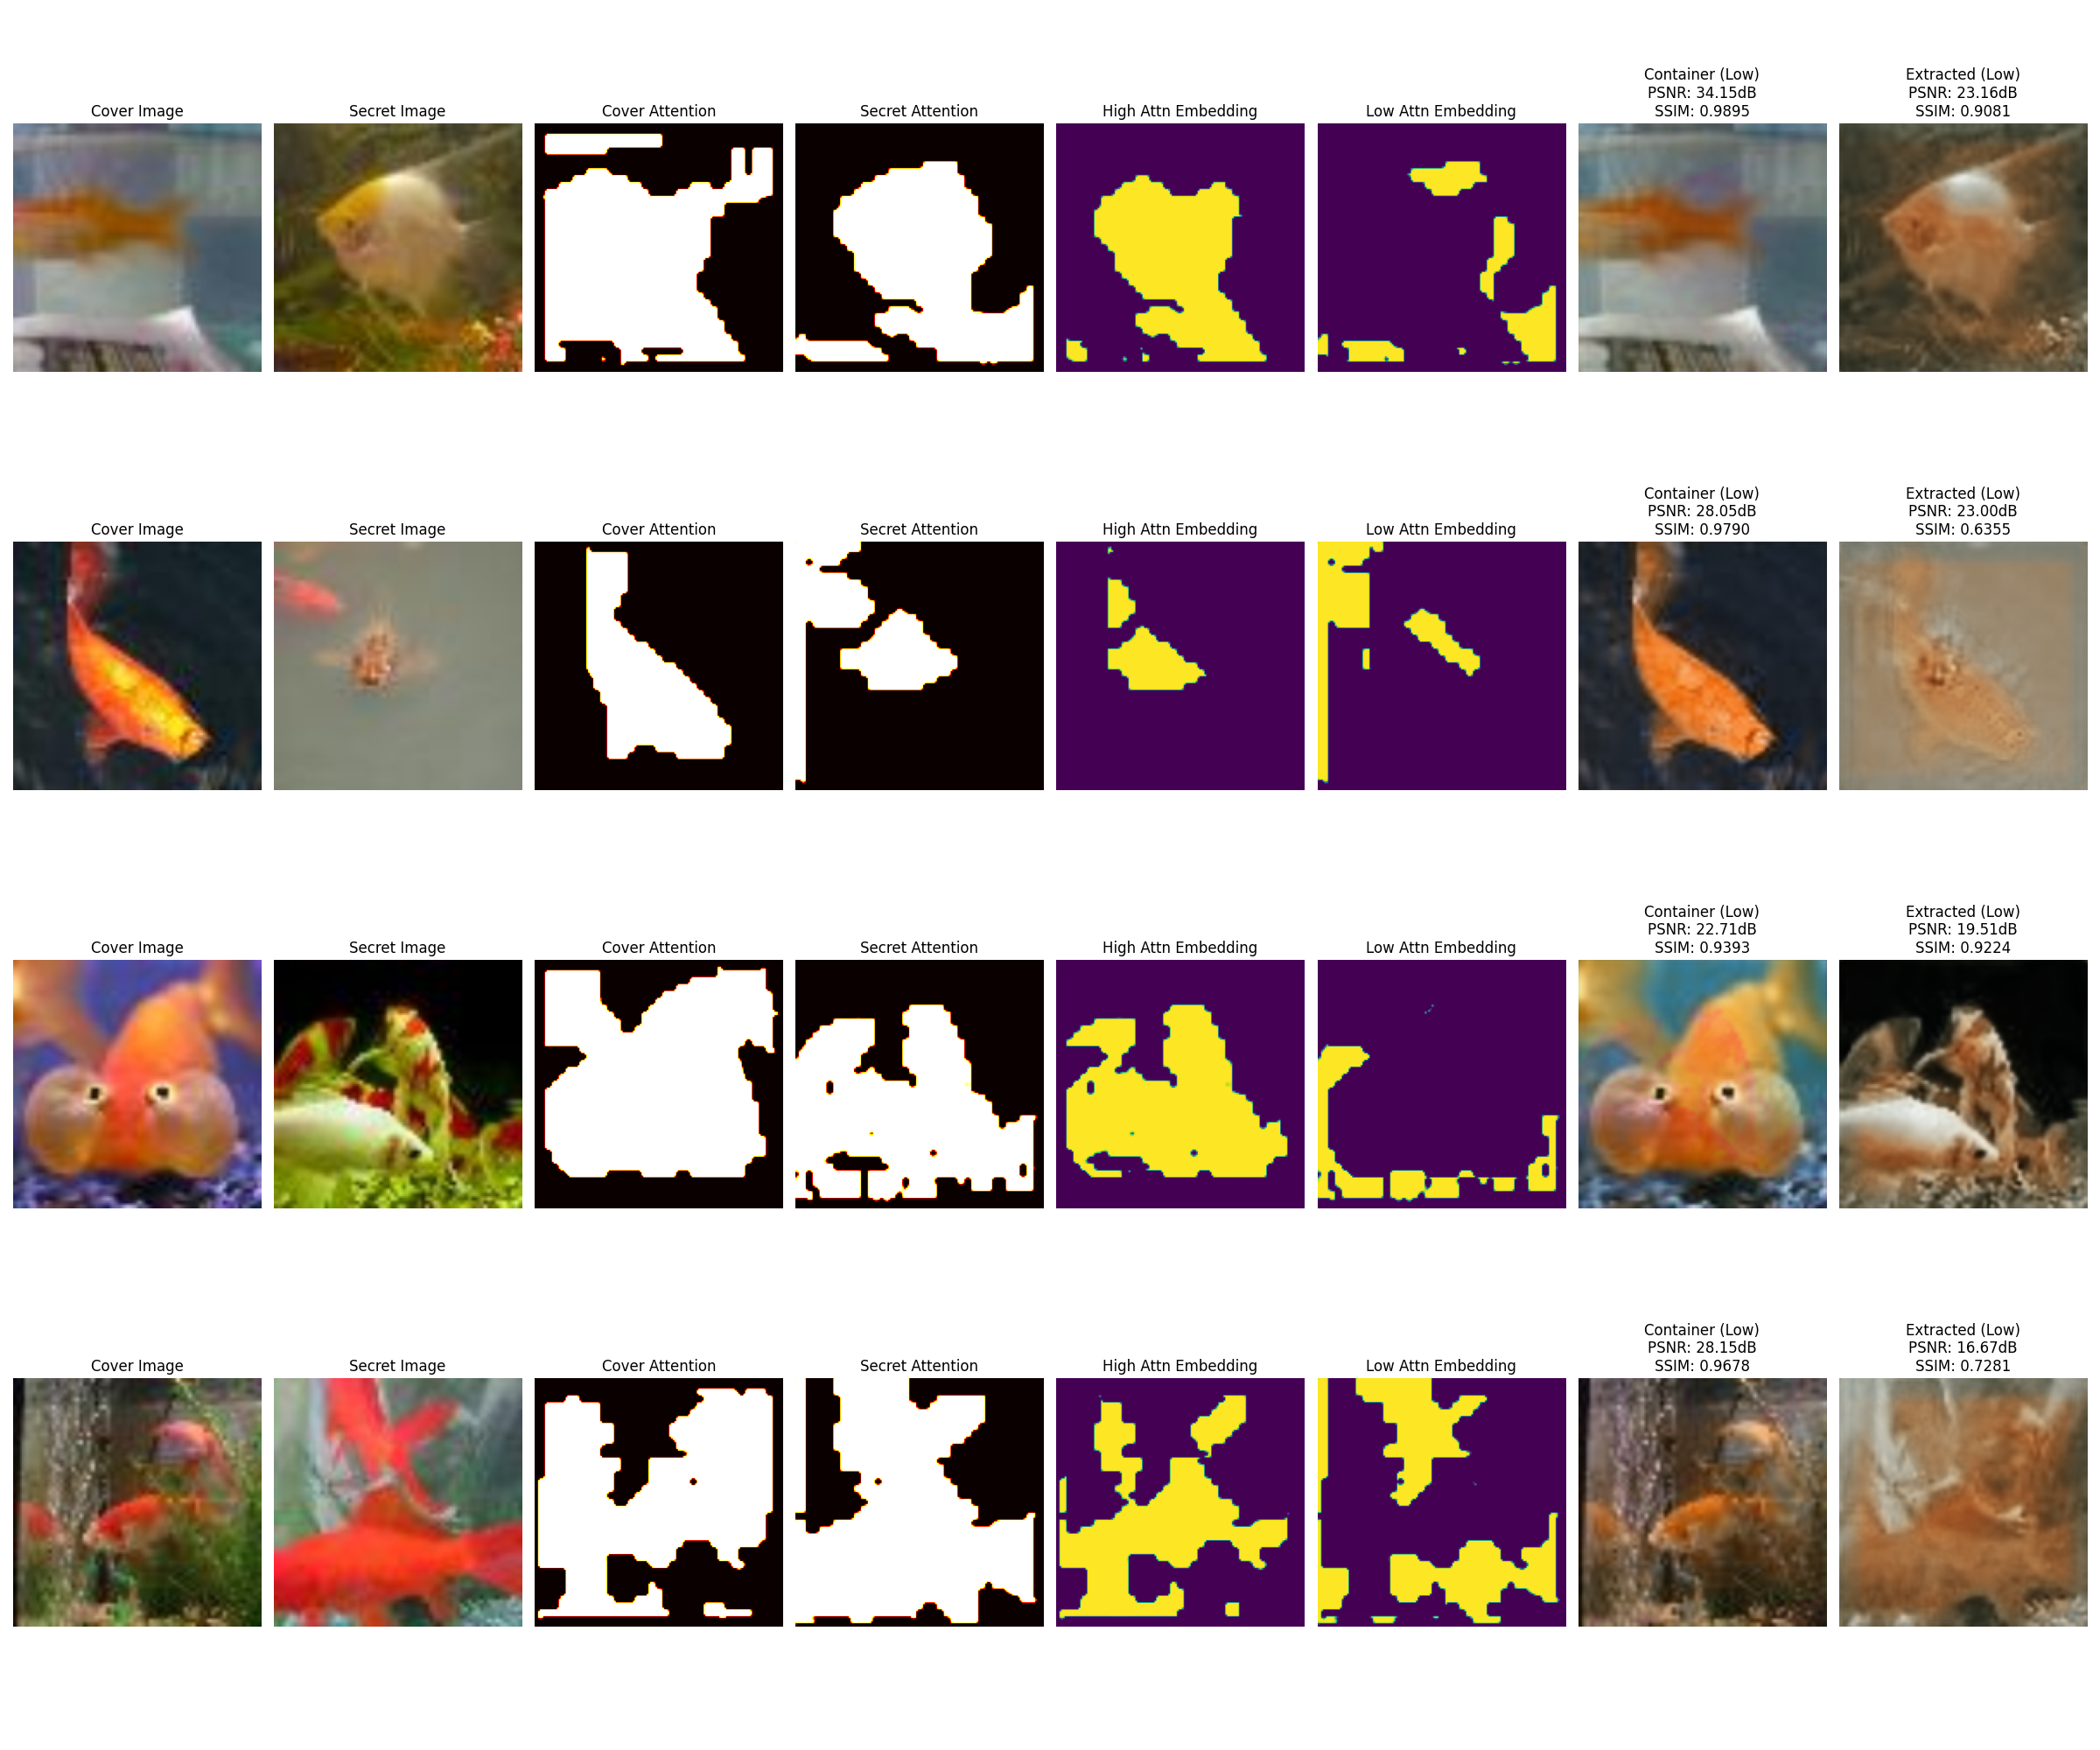 Cover Image
Secret Image
Cover Attention
Secret Attention
High Attn Embedding
Low Attn Embedding
Container (Low)
PSNR: 34.15dB
SSIM: 0.9895
Extracted (Low)
PSNR: 23.16dB
SSIM: 0.9081
Cover Image
Secret Image
Cover Attention
Secret Attention
High Attn Embedding
Low Attn Embedding
Container (Low)
PSNR: 28.05dB
SSIM: 0.9790
Extracted (Low)
PSNR: 23.00dB
SSIM: 0.6355
Cover Image
Secret Image
Cover Attention
Secret Attention
High Attn Embedding
Low Attn Embedding
Container (Low)
PSNR: 22.71dB
SSIM: 0.9393
Extracted (Low)
PSNR: 19.51dB
SSIM: 0.9224
Cover Image
Secret Image
Cover Attention
Secret Attention
High Attn Embedding
Low Attn Embedding
Container (Low)
PSNR: 28.15dB
SSIM: 0.9678
Extracted (Low)
PSNR: 16.67dB
SSIM: 0.7281